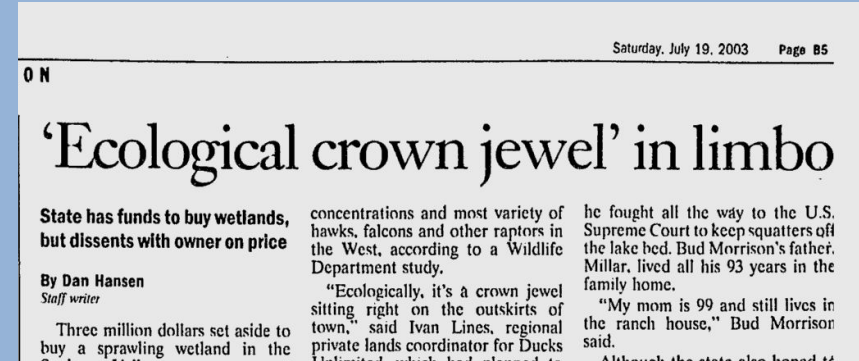 Saturday, July 19, 2003 Page B5
ON
‘Ecological crown jewel’ in limbo
State has funds to buy wetlands,
but dissents with owner on price
By Dan Hansen
Staff writer
Three million dollars set aside to
buy a sprawling wetland in the
concentrations and most variety of
hawks, falcons and other raptors in
the West, according to a Wildlife
Department study.
“Ecologically, it's a crown jewel
sitting right on the outskirts of
town,” said Ivan Lines, regional
private lands coordinator for Ducks
Unlimited, which had planned to
he fought all the way to the U.S.
Supreme Court to keep squatters off
the lake bed. Bud Morrison's father,
Millar, lived all his 93 years in the
family home.
“My mom is 99 and still lives in
the ranch house,” Bud Morrison
said.
Although the state also hoped to